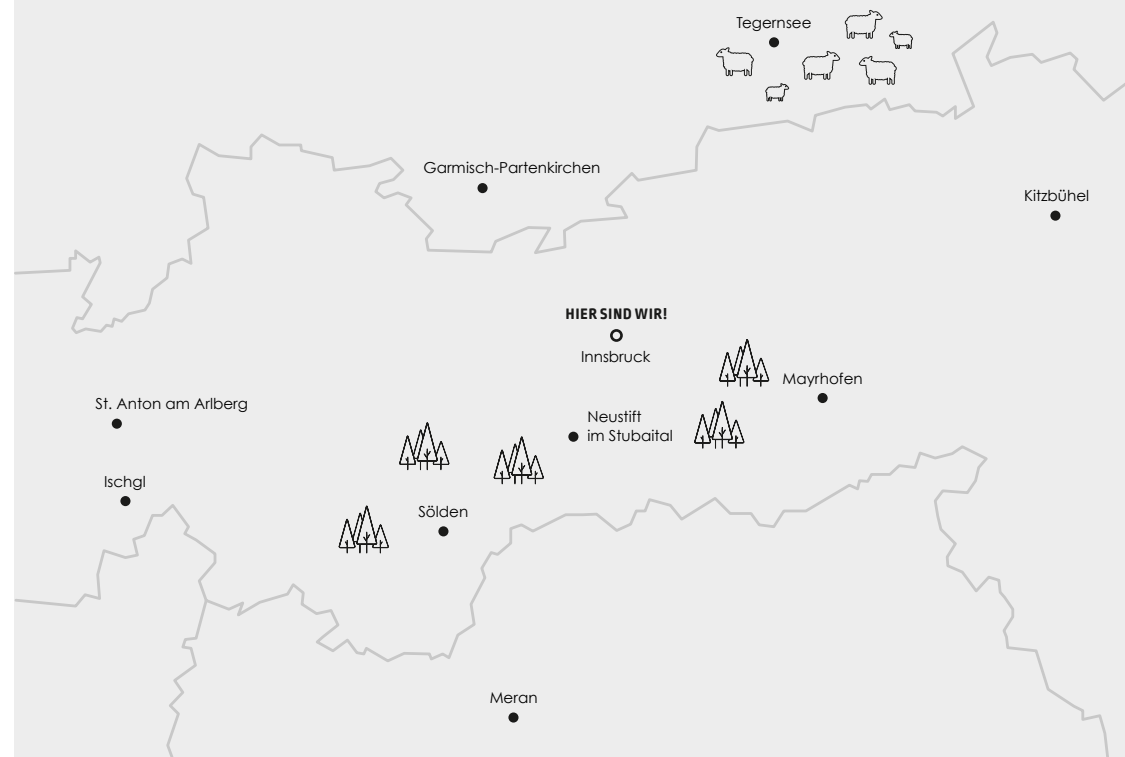 Tegernsee
Garmisch-Partenkirchen
Kitzbühel
HIER SIND WIR!
Innsbruck
Mayrhofen
St. Anton am Arlberg
Neustift
im Stubaital
Ischgl
Sölden
Meran